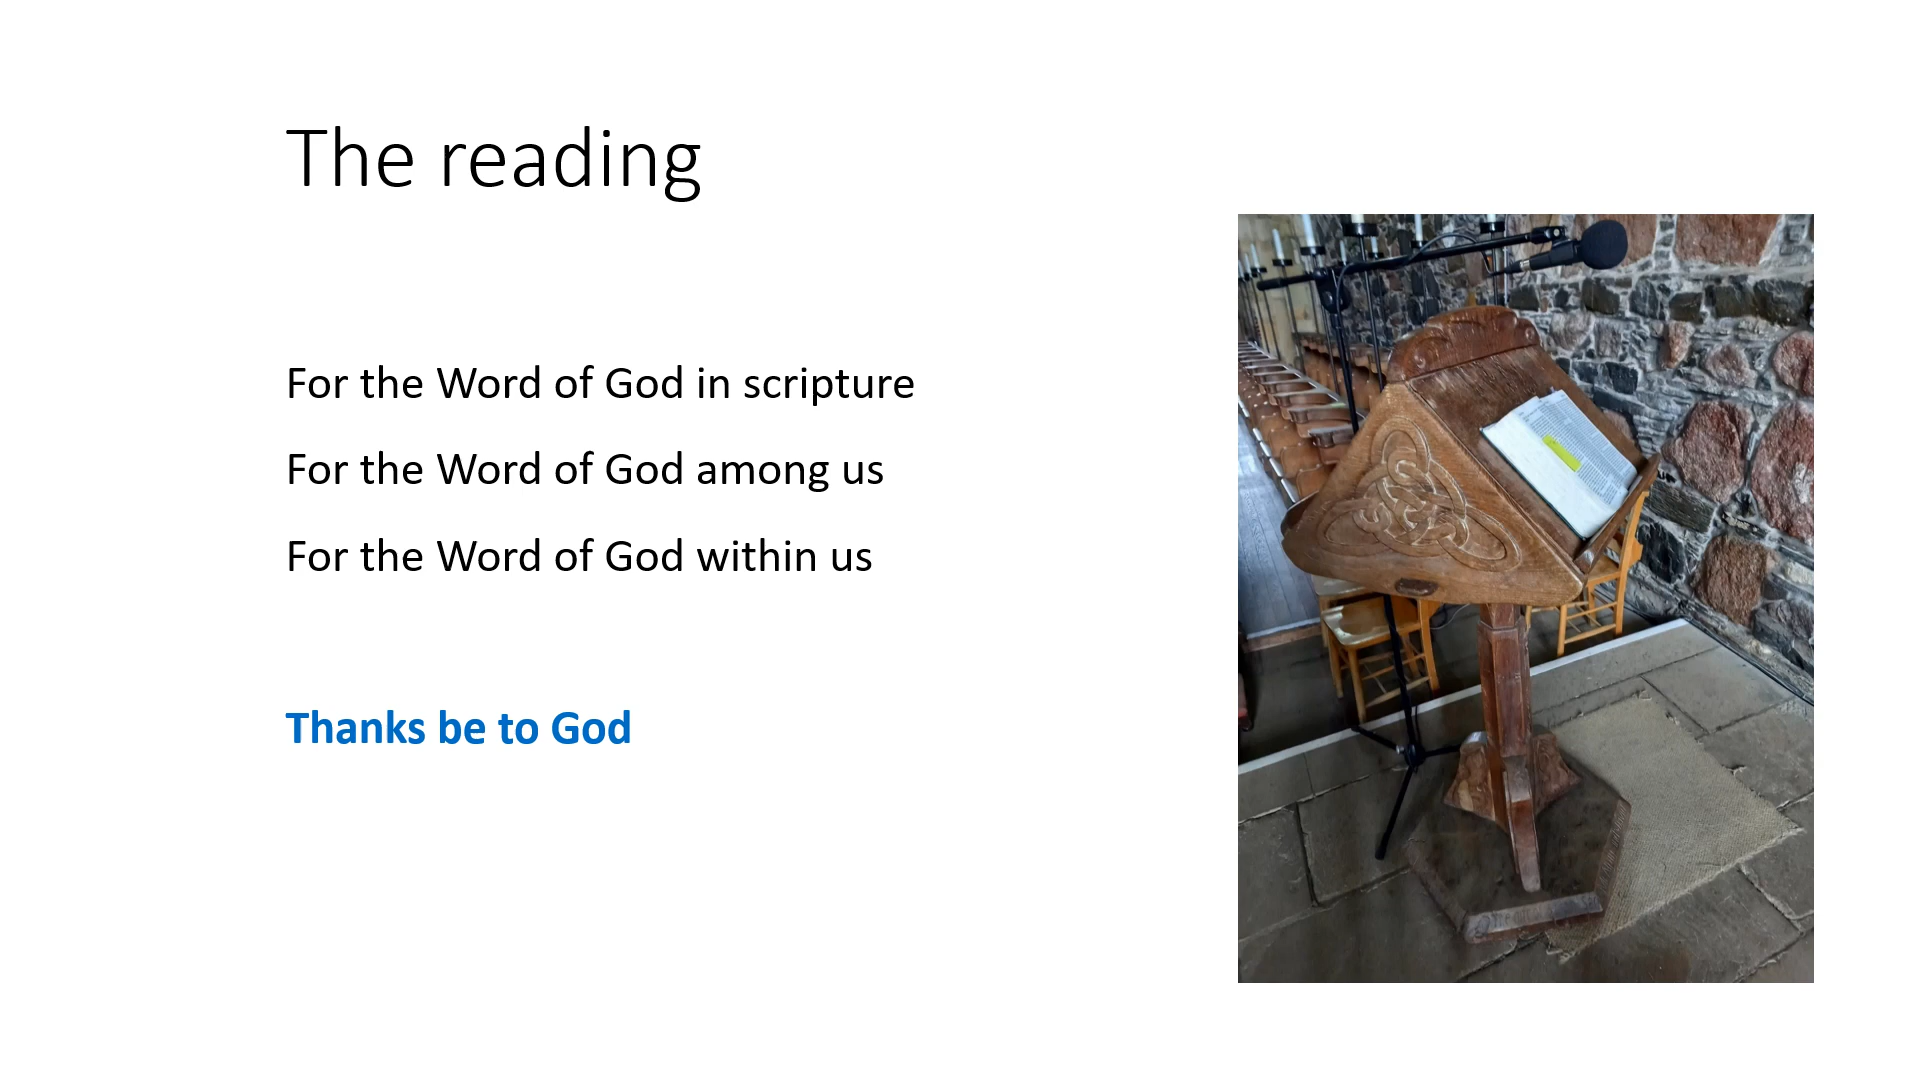 The reading
For the Word of God in scripture
For the Word of God among us
For the Word of God within us
Thanks be to God